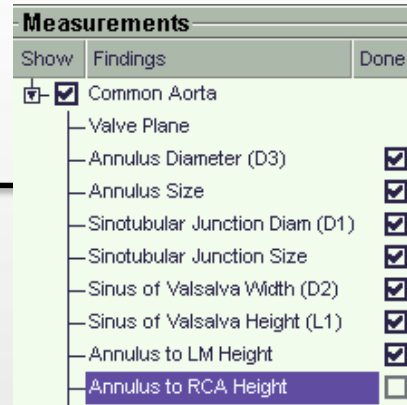 Measurements
Show Findings Done
Common Aorta
Valve Plane
Annulus Diameter (D3)
Annulus Size
Sinotubular Junction Diam (D1)
Sinotubular Junction Size
Sinus of Valsalva Width (D2)
Sinus of Valsalva Height (L1)
Annulus to LM Height
Annulus to RCA Height